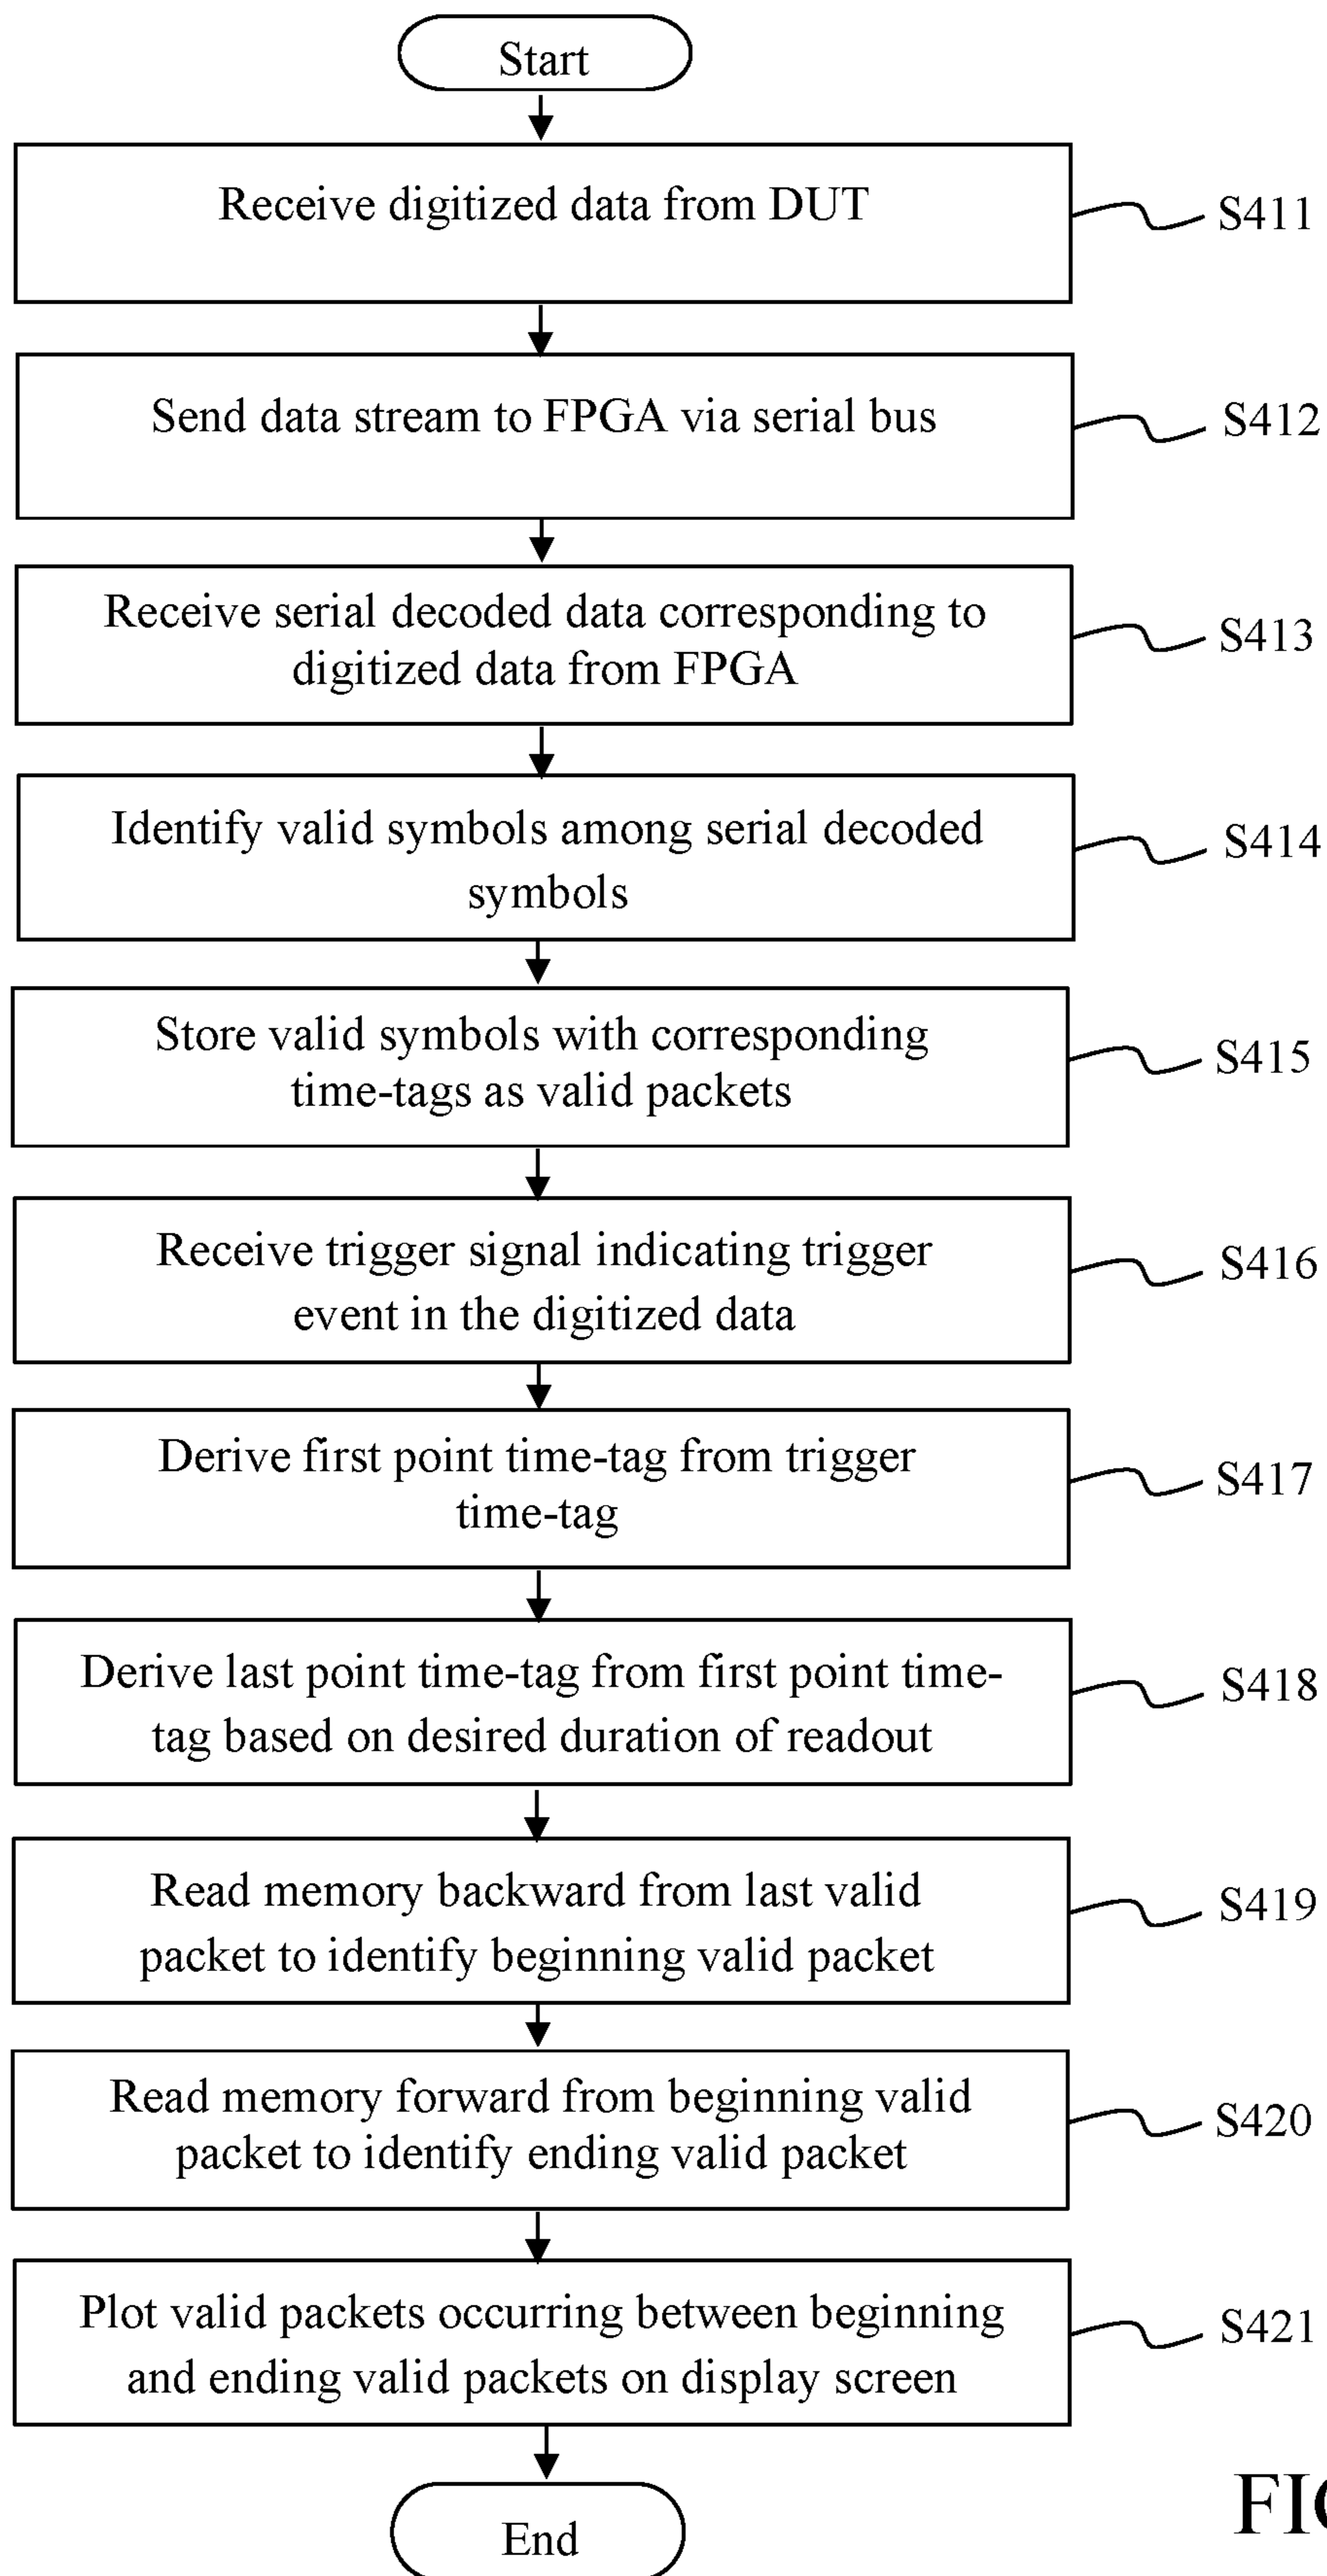 Start
Receive digitized data from DUT
S411
Send data stream to FPGA via serial bus
S412
Receive serial decoded data corresponding to
digitized data from FPGA
S413
Identify valid symbols among serial decoded
symbols
S414
Store valid symbols with corresponding
time-tags as valid packets
S415
Receive trigger signal indicating trigger
event in the digitized data
S416
Derive first point time-tag from trigger
time-tag
S417
Derive last point time-tag from first point time-
tag based on desired duration of readout
S418
Read memory backward from last valid
packet to identify beginning valid packet
S419
Read memory forward from beginning valid
packet to identify ending valid packet
S420
Plot valid packets occurring between beginning
and ending valid packets on display screen
S421
End